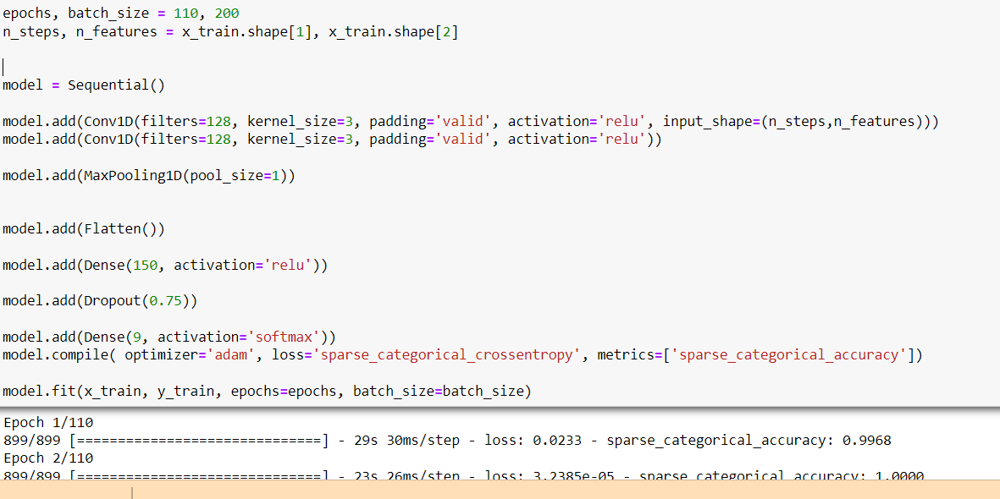 epochs, batch_size = 110, 200
n_steps, n_features = x_train.shape[1], x_train.shape[2]
model = Sequential()
model.add(Conv1D(filters=128, kernel_size=3, padding='valid', activation='relu', input_shape=(n_steps,n_features)))
model.add(Conv1D(filters=128, kernel_size=3, padding='valid', activation='relu'))
model.add(MaxPooling1D(pool_size=1))
model.add(Flatten())
model.add(Dense(150, activation='relu'))
model.add(Dropout(0.75))
model.add(Dense(9, activation='softmax'))
model.compile( optimizer='adam', loss='sparse_categorical_crossentropy', metrics=['sparse_categorical_accuracy'])
model.fit(x_train, y_train, epochs=epochs, batch_size=batch_size)
Epoch 1/110
899/899 [==============================] - 29s 30ms/step - loss: 0.0233 - sparse_categorical_accuracy: 0.9968
Epoch 2/110
899/899 [==============================] - 23s 26ms/step - loss: 3.2385e-05 - sparse_categorical_accuracy: 1.0000